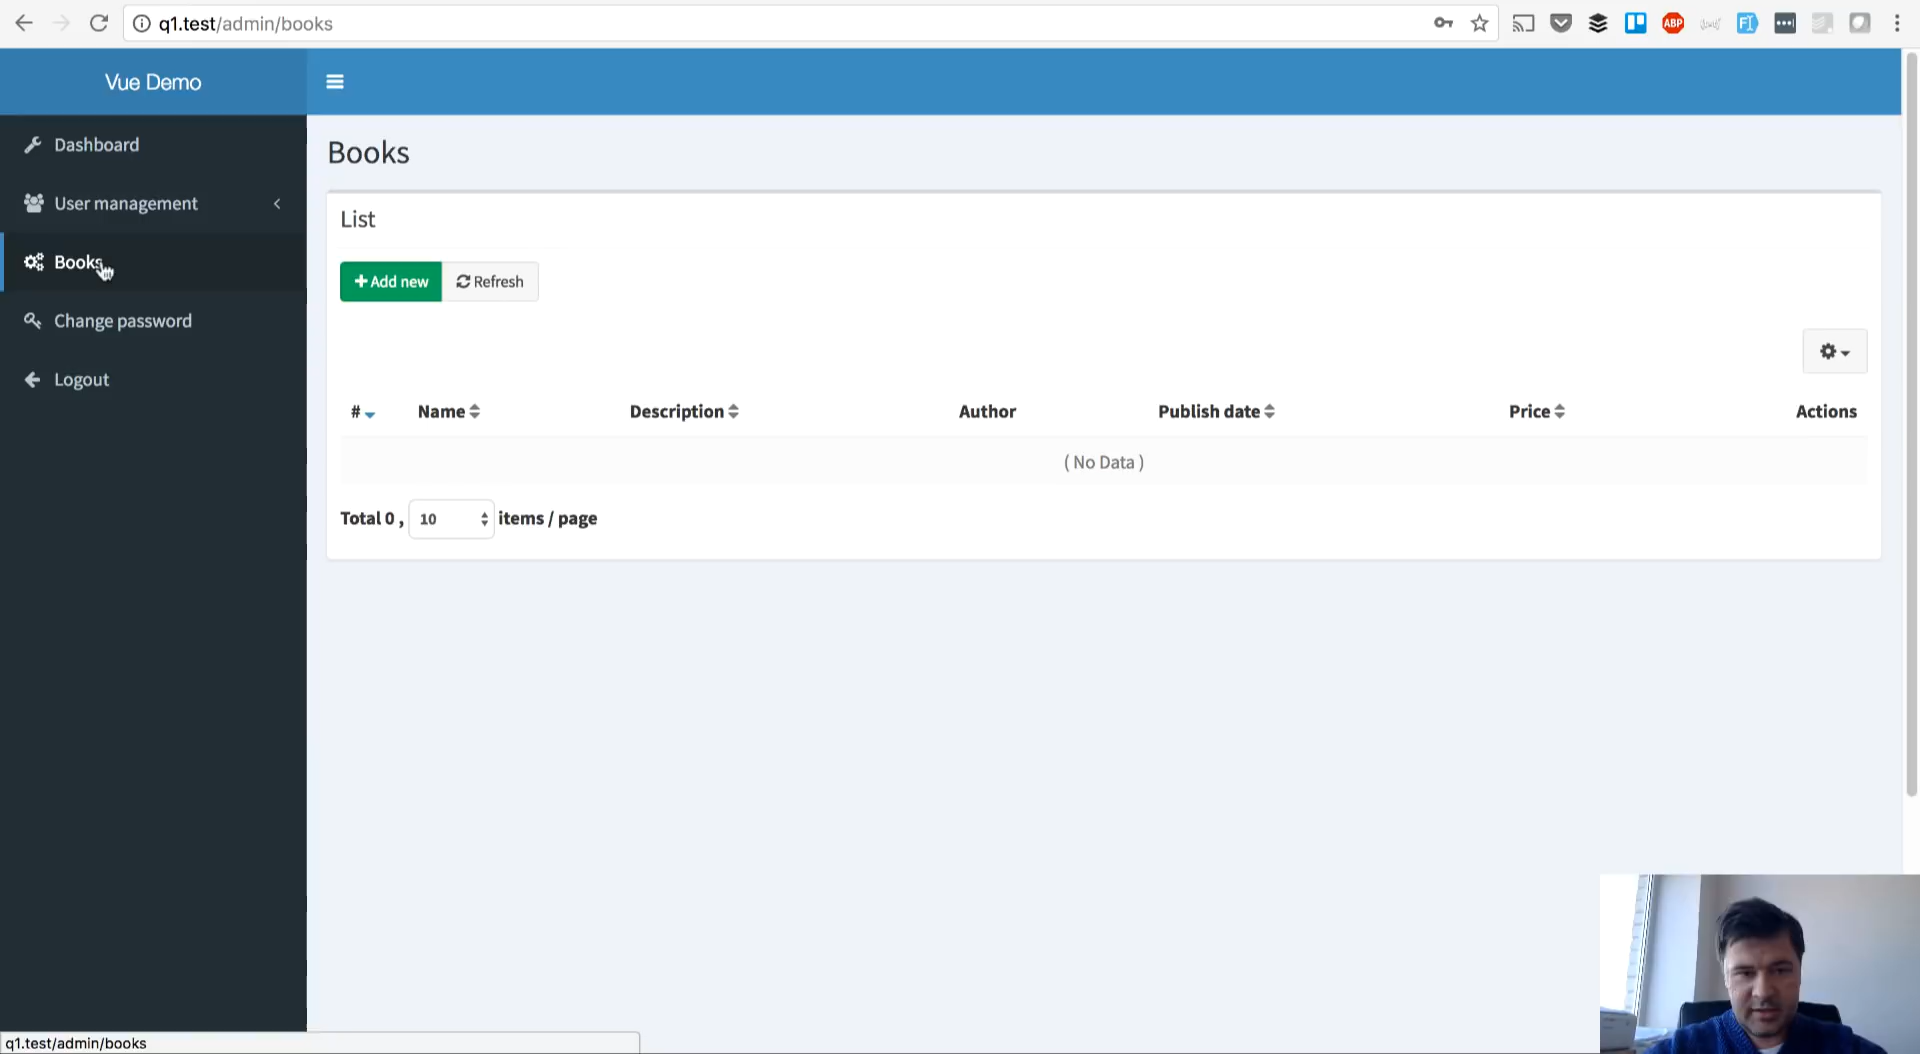 q1.test/admin/books
ABP
Vue Demo
Dashboard
User management
Books
Change password
Logout
Books
List
Add new
Refresh
# Name Description Author Publish date Price Actions
( No Data )
Total 0 , 10 items / page
q1.test/admin/books